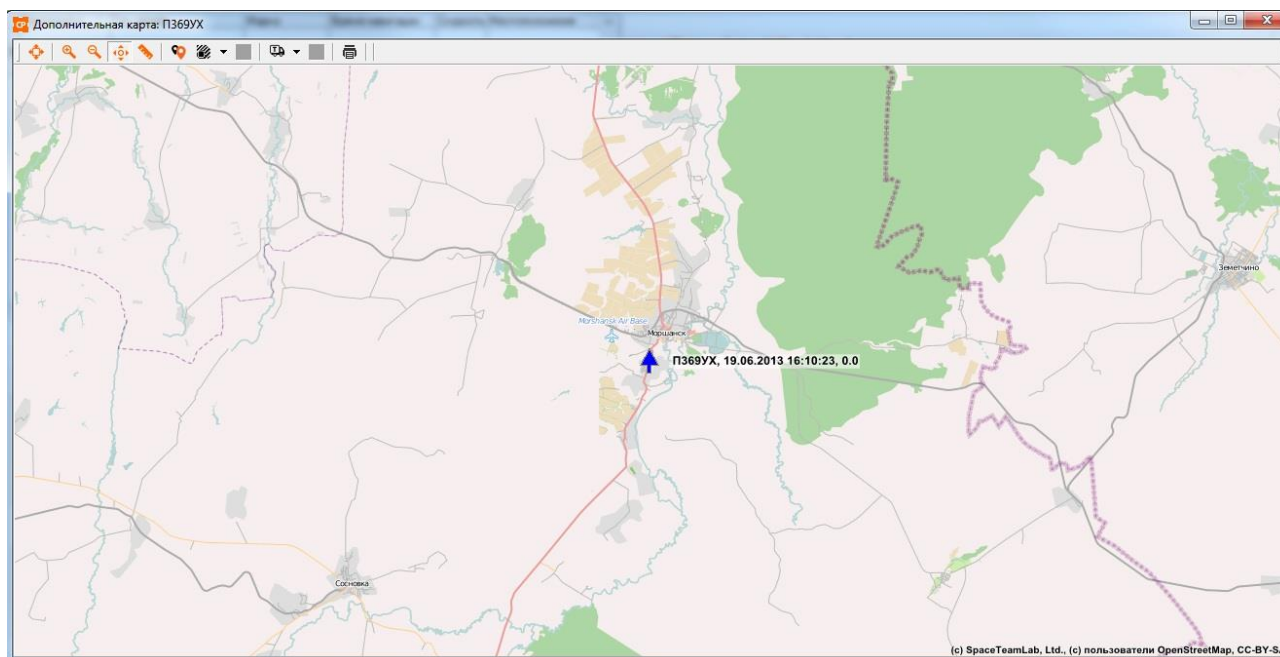 СР Дополнительная карта: П369УХ
Земетчино
Morshansk Air Base
Моршанск
П369УХ, 19.06.2013 16:10:23, 0.0
Сосновка
(c) SpaceTeamLab, Ltd., (c) пользователи OpenStreetMap, CC-BY-S